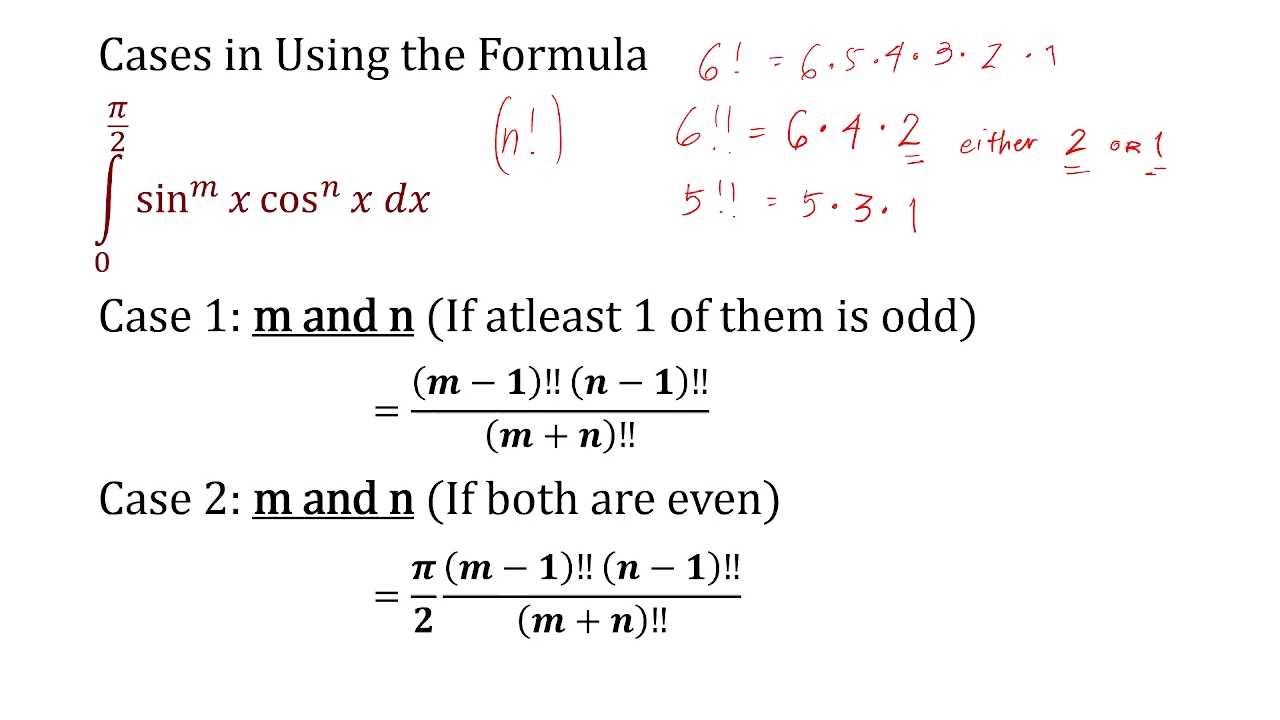 Cases in Using the Formula
6! = 6·5·4·3·2·1
(n!)
6!! = 6·4·2 either 2 OR 1
5!! = 5·3·1
∫₀^(π/2) sin^m x cos^n x dx
Case 1: m and n (If atleast 1 of them is odd)
= (m − 1)!! (n − 1)!! / (m + n)!!
Case 2: m and n (If both are even)
= π/2 (m − 1)!! (n − 1)!! / (m + n)!!